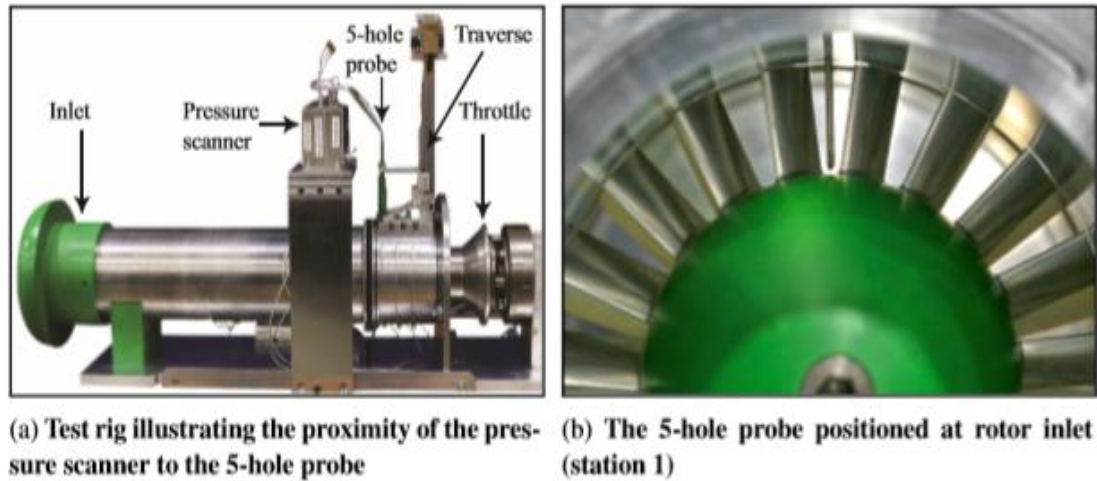 Inlet
Pressure
scanner
5-hole
probe
Traverse
Throttle
(a) Test rig illustrating the proximity of the pres-
sure scanner to the 5-hole probe
(b) The 5-hole probe positioned at rotor inlet
(station 1)